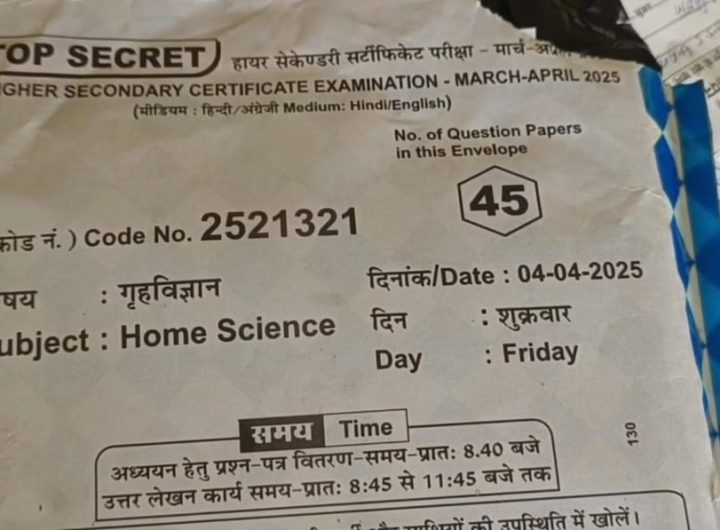 TOP SECRET हायर सेकेण्डरी सर्टीफिकेट परीक्षा - मार्च-अप्रैल
HIGHER SECONDARY CERTIFICATE EXAMINATION - MARCH-APRIL 2025
(मीडियम : हिन्दी/अंग्रेजी Medium: Hindi/English)
No. of Question Papers
in this Envelope
45
कोड नं. ) Code No. 2521321
षय : गृहविज्ञान
दिनांक/Date : 04-04-2025
ubject : Home Science
दिन : शुक्रवार
Day : Friday
समय Time
130
अध्ययन हेतु प्रश्न-पत्र वितरण-समय-प्रात: 8.40 बजे
उत्तर लेखन कार्य समय-प्रात: 8:45 से 11:45 बजे तक
की उपस्थिति में खोलें।